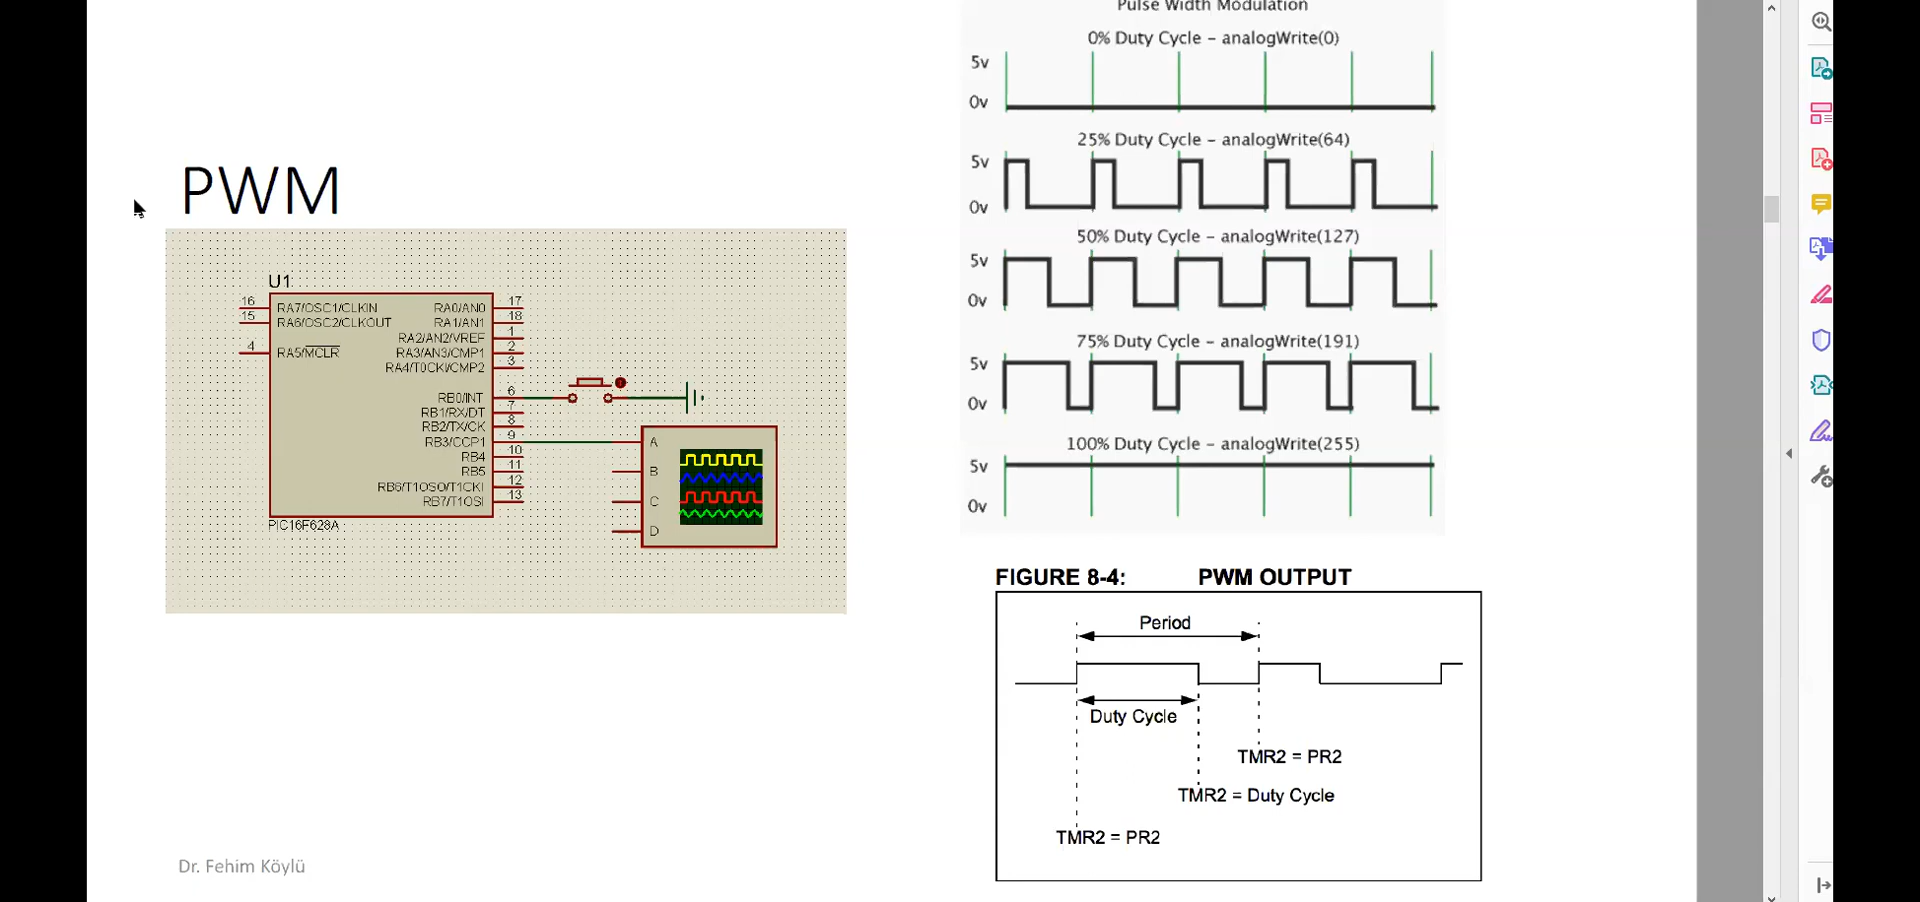 Pulse Width Modulation
0% Duty Cycle – analogWrite(0)
5v
0v
25% Duty Cycle – analogWrite(64)
5v
0v
50% Duty Cycle – analogWrite(127)
5v
0v
75% Duty Cycle – analogWrite(191)
5v
0v
100% Duty Cycle – analogWrite(255)
5v
0v
PWM
U1
16 RA7/OSC1/CLKIN RA0/AN0 17
15 RA6/OSC2/CLKOUT RA1/AN1 18
RA2/AN2/VREF 1
4 RA5/MCLR RA3/AN3/CMP1 2
RA4/T0CKI/CMP2 3
RB0/INT 6
RB1/RX/DT 7
RB2/TX/CK 8
RB3/CCP1 9
RB4 10
RB5 11
RB6/T1OSO/T1CKI 12
RB7/T1OSI 13
PIC16F628A
A
B
C
D
FIGURE 8-4: PWM OUTPUT
Period
Duty Cycle
TMR2 = PR2
TMR2 = Duty Cycle
TMR2 = PR2
Dr. Fehim Köylü